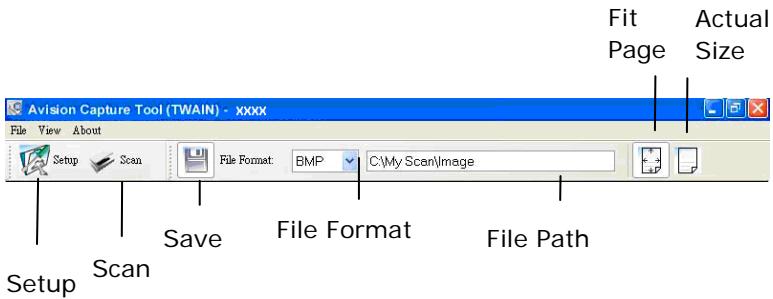 Fit Page
Actual Size
Avision Capture Tool (TWAIN) - xxxx
File View About
Setup Scan File Format: BMP C:\My Scan\Image
Save
File Format
File Path
Scan
Setup